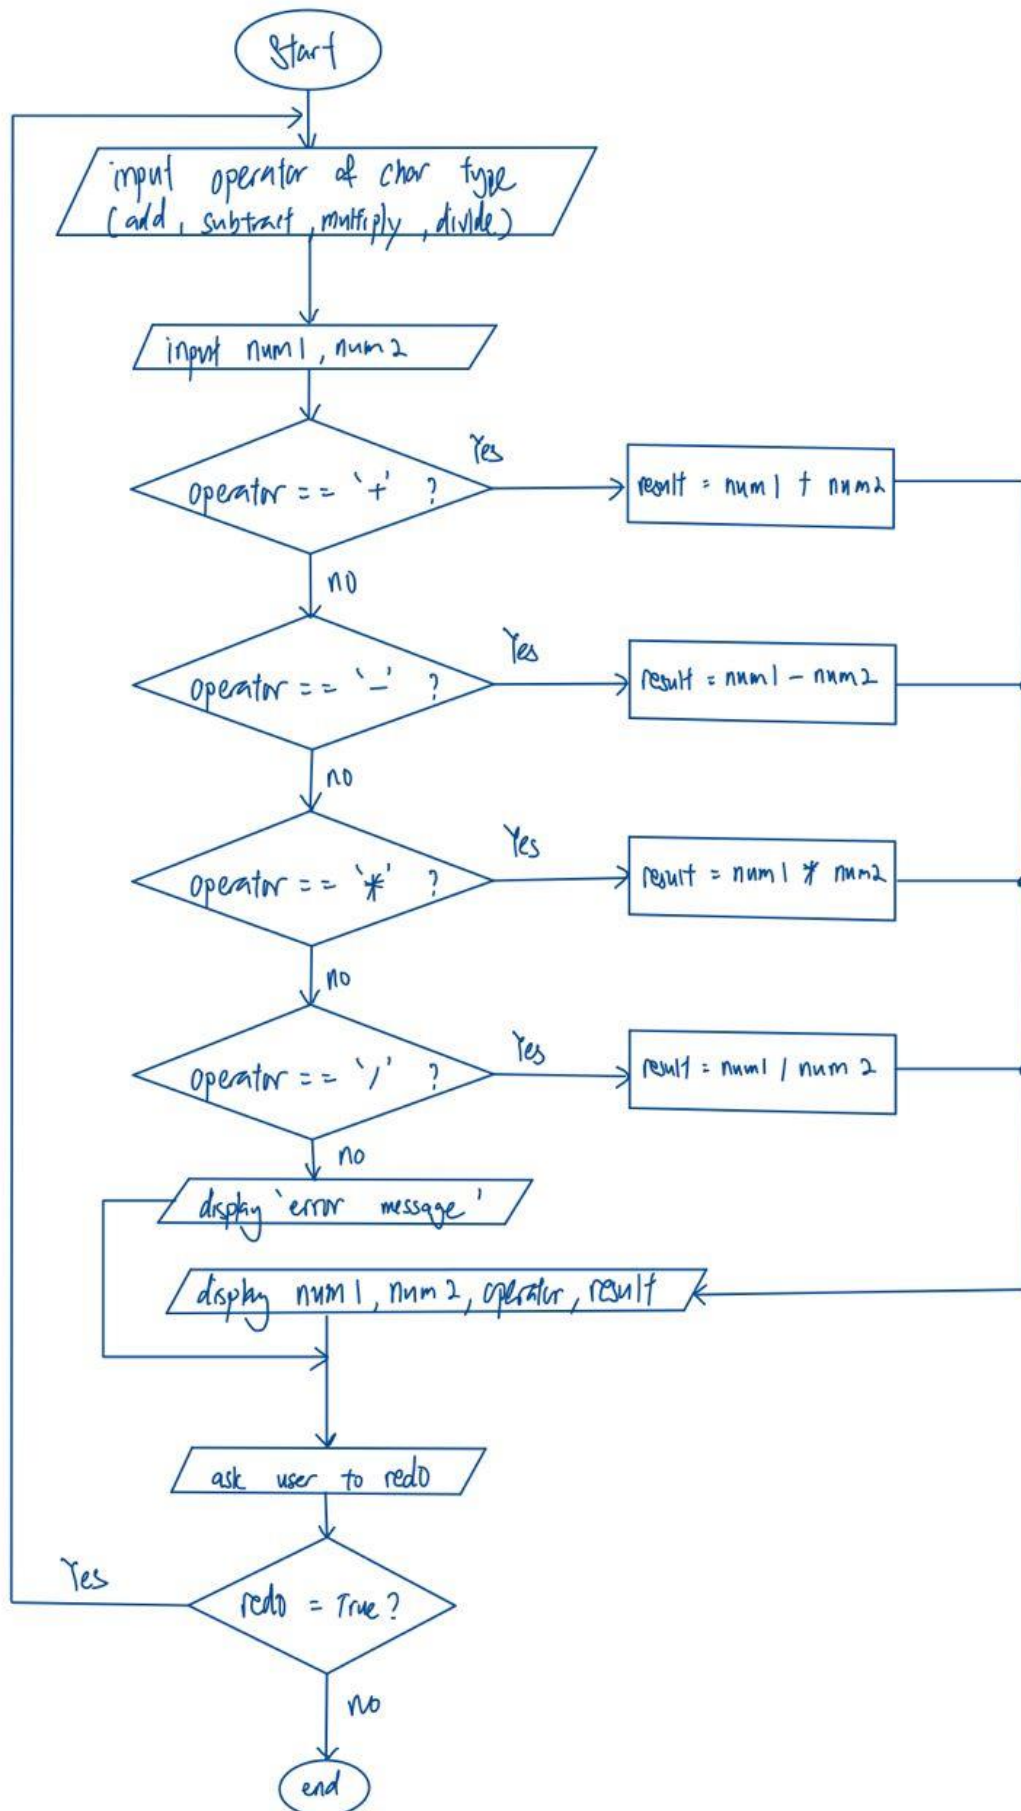 Start
input operator of char type
(add, subtract, multiply, divide)
input num1, num2
operator == '+' ?
Yes
result = num1 + num2
no
operator == '-' ?
Yes
result = num1 - num2
no
operator == '*' ?
Yes
result = num1 * num2
no
operator == '/' ?
Yes
result = num1 / num2
no
display 'error message'
display num1, num2, operator, result
ask user to redo
Yes
redo = True?
no
end